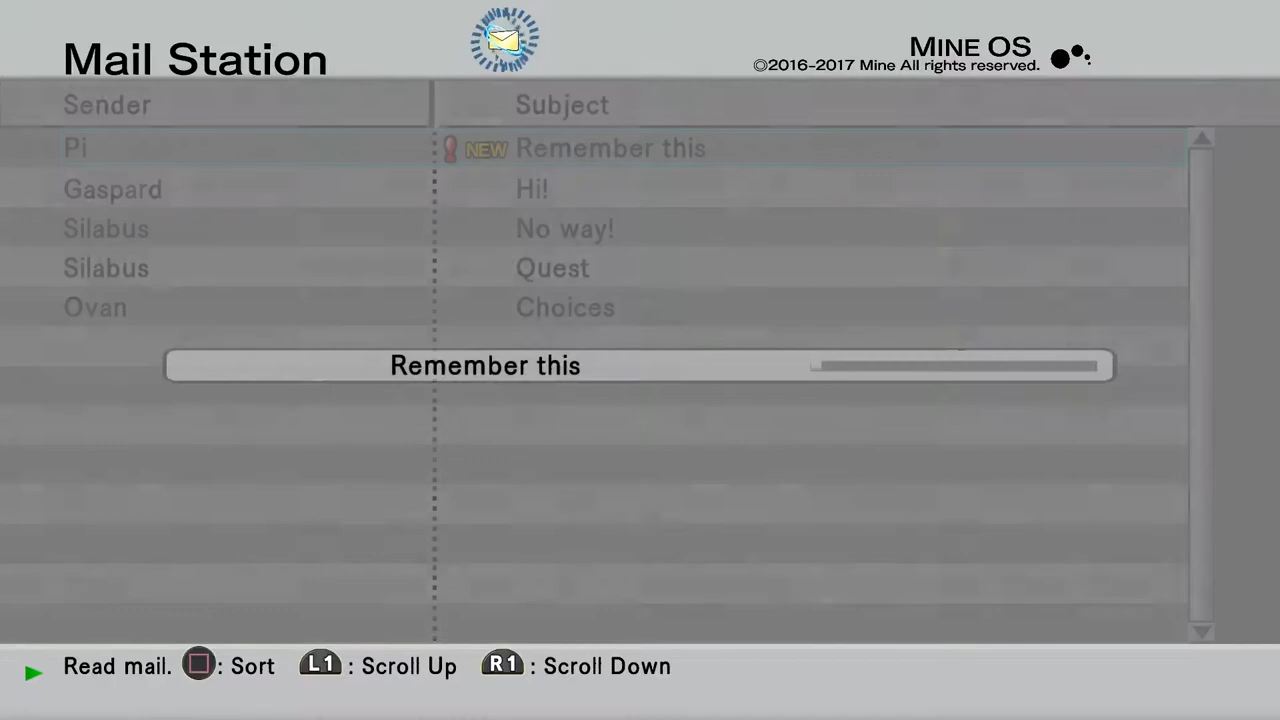 Mail Station
MINE OS
©2016-2017 Mine All rights reserved.
Sender Subject
Pi NEW Remember this
Gaspard Hi!
Silabus No way!
Silabus Quest
Ovan Choices
Remember this
Read mail. : Sort L1 : Scroll Up R1 : Scroll Down